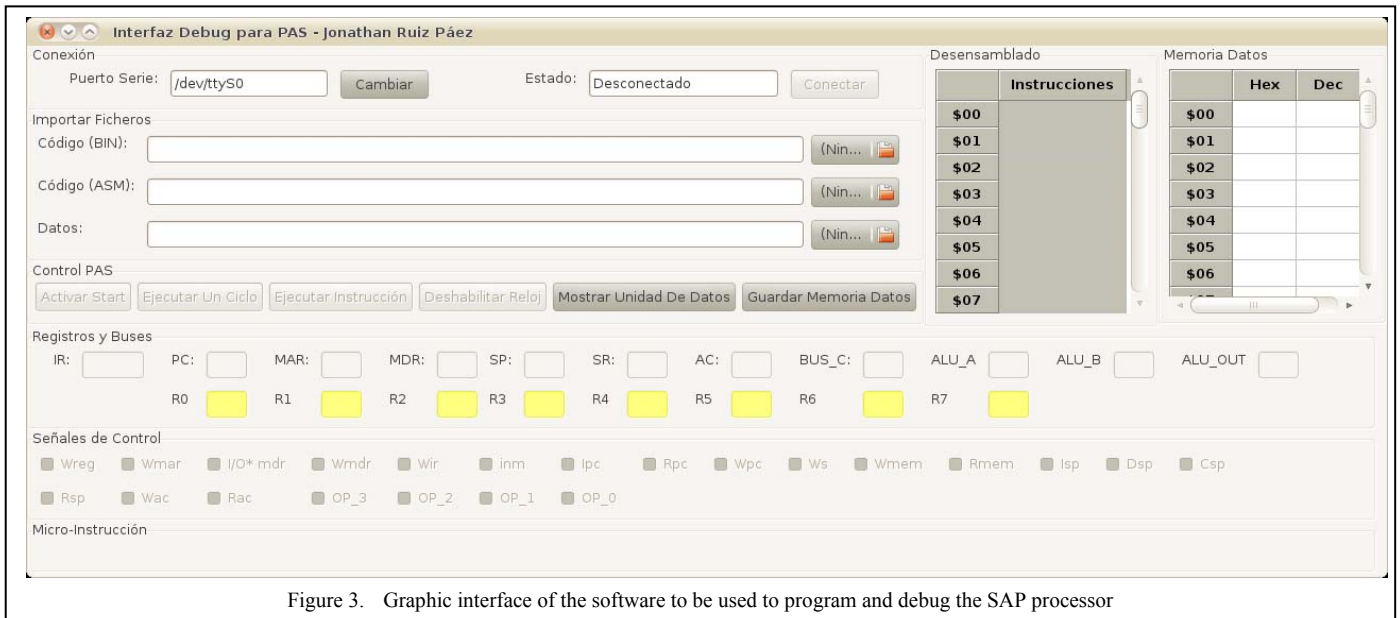 Interfaz Debug para PAS - Jonathan Ruiz Páez
Conexión
Puerto Serie: /dev/ttyS0 Cambiar Estado: Desconectado Conectar
Importar Ficheros
Código (BIN): (Nin...
Código (ASM): (Nin...
Datos: (Nin...
Control PAS
Activar Start Ejecutar Un Ciclo Ejecutar Instrucción Deshabilitar Reloj Mostrar Unidad De Datos Guardar Memoria Datos
Desensamblado
Instrucciones
$00
$01
$02
$03
$04
$05
$06
$07
Memoria Datos
Hex Dec
$00
$01
$02
$03
$04
$05
$06
Registros y Buses
IR: PC: MAR: MDR: SP: SR: AC: BUS_C: ALU_A ALU_B ALU_OUT
R0 R1 R2 R3 R4 R5 R6 R7
Señales de Control
Wreg Wmar I/O* mdr Wmdr Wir inm Ipc Rpc Wpc Ws Wmem Rmem Isp Dsp Csp
Rsp Wac Rac OP_3 OP_2 OP_1 OP_0
Micro-Instrucción
Figure 3. Graphic interface of the software to be used to program and debug the SAP processor